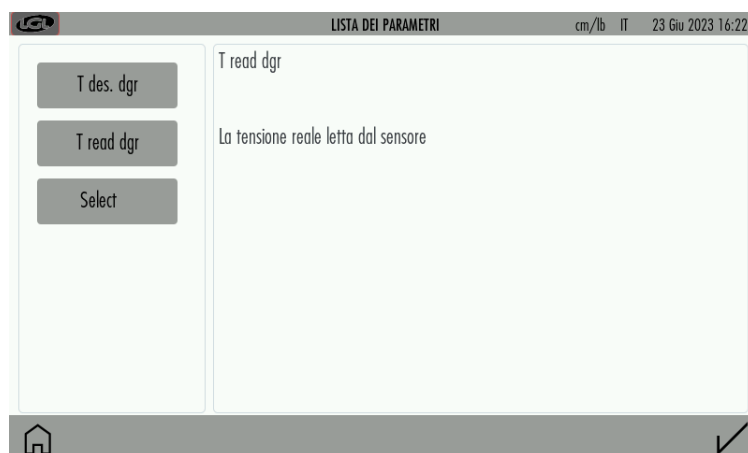 LGL
LISTA DEI PARAMETRI
cm/lb IT 23 Giu 2023 16:22
T des. dgr
T read dgr
Select
T read dgr
La tensione reale letta dal sensore